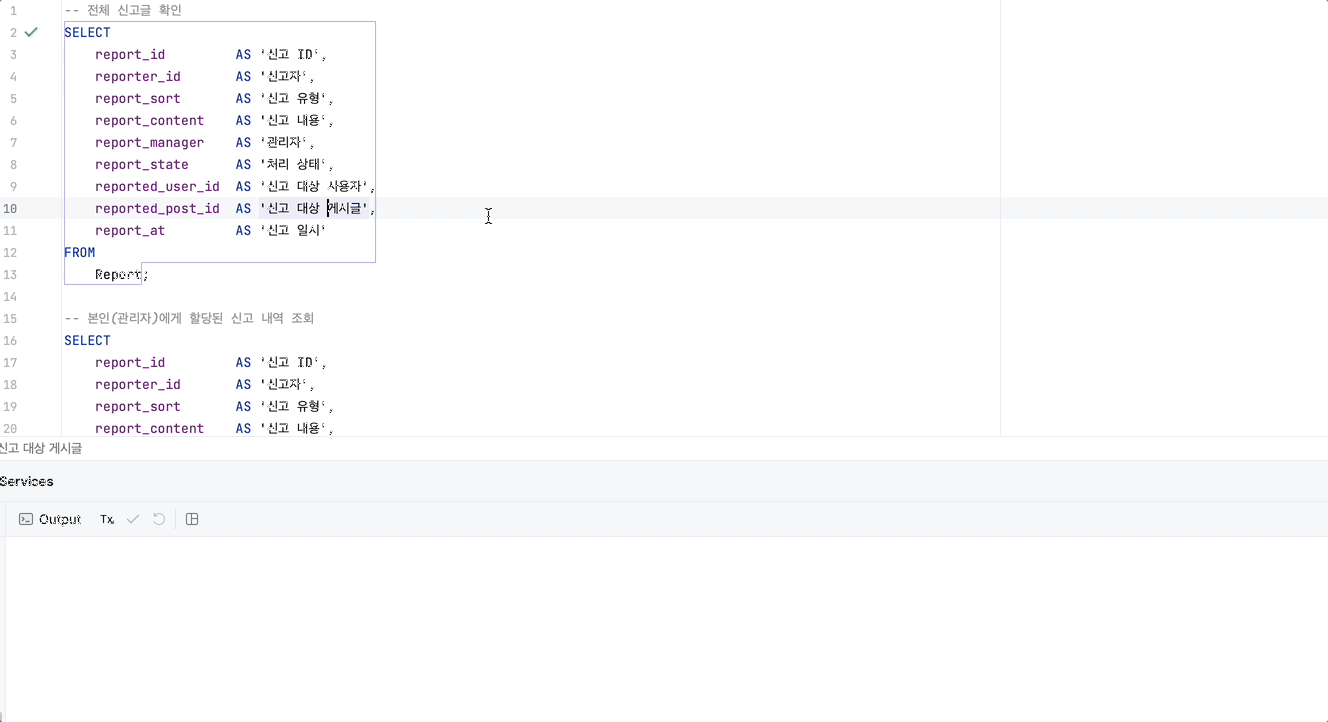 1 -- 전체 신고글 확인
2 SELECT
3 report_id AS '신고 ID',
4 reporter_id AS '신고자',
5 report_sort AS '신고 유형',
6 report_content AS '신고 내용',
7 report_manager AS '관리자',
8 report_state AS '처리 상태',
9 reported_user_id AS '신고 대상 사용자',
10 reported_post_id AS '신고 대상 게시글',
11 report_at AS '신고 일시'
12 FROM
13 Report;
14
15 -- 본인(관리자)에게 할당된 신고 내역 조회
16 SELECT
17 report_id AS '신고 ID',
18 reporter_id AS '신고자',
19 report_sort AS '신고 유형',
20 report_content AS '신고 내용',
신고 대상 게시글
Services
Output Tx